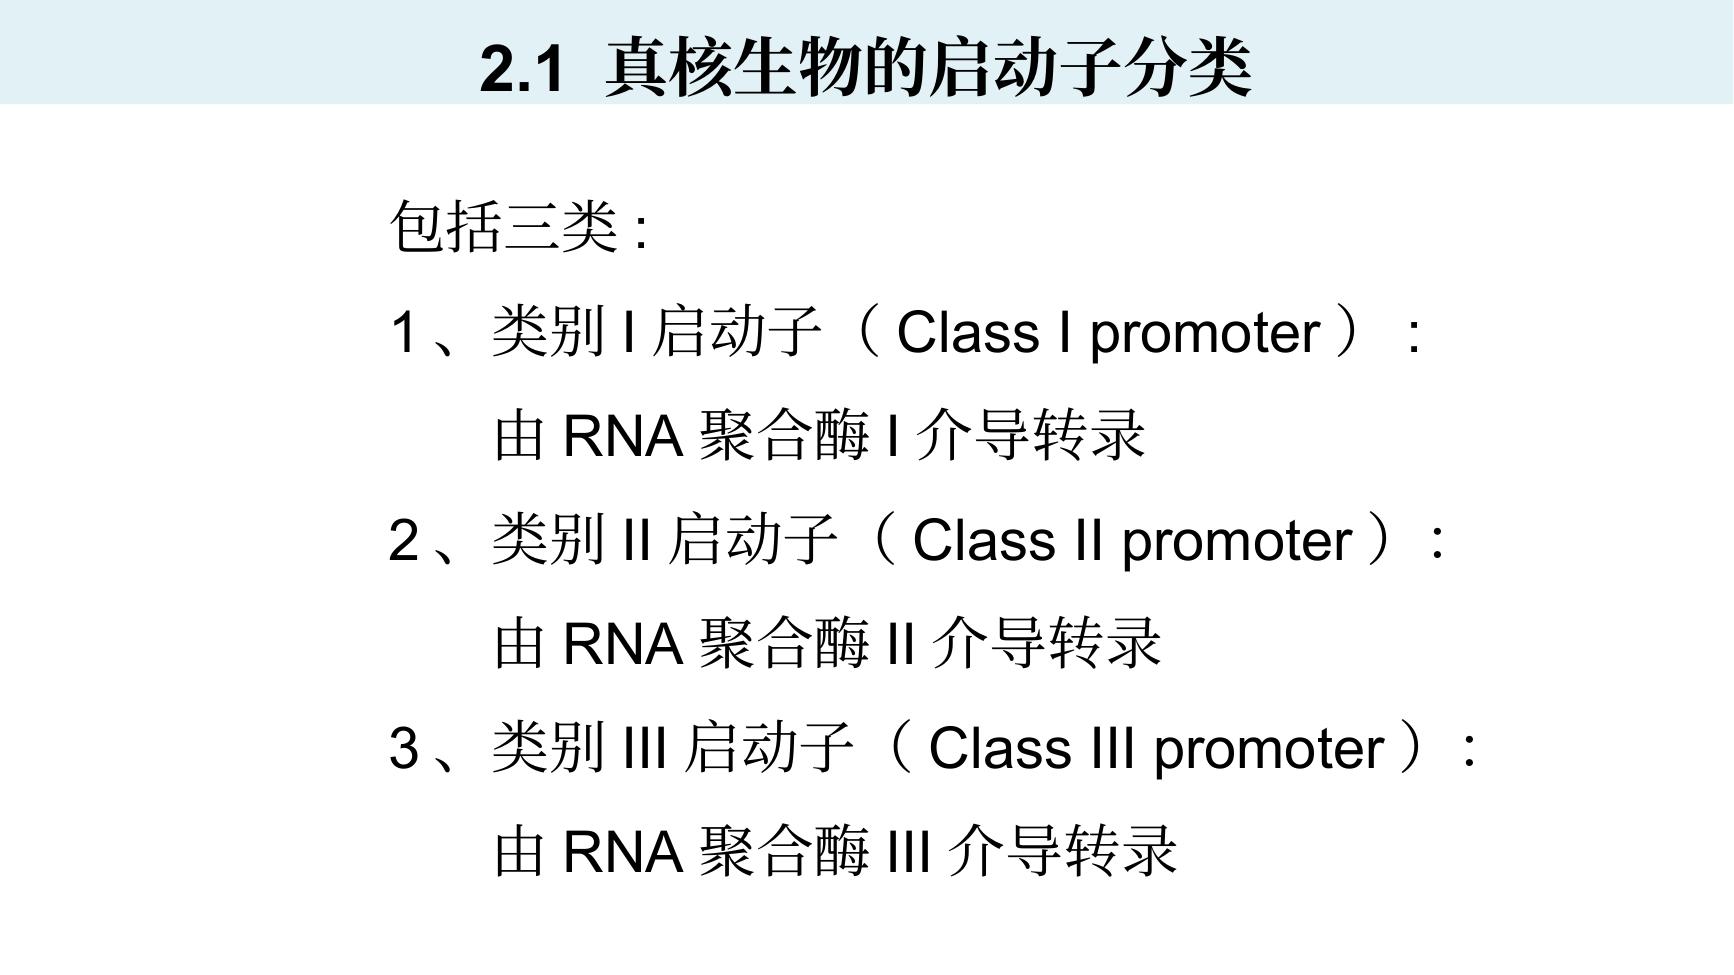 2.1 真核生物的启动子分类
包括三类:
1、类别 I 启动子（Class I promoter）:
由 RNA 聚合酶 I 介导转录
2、类别 II 启动子（Class II promoter）:
由 RNA 聚合酶 II 介导转录
3、类别 III 启动子（Class III promoter）:
由 RNA 聚合酶 III 介导转录